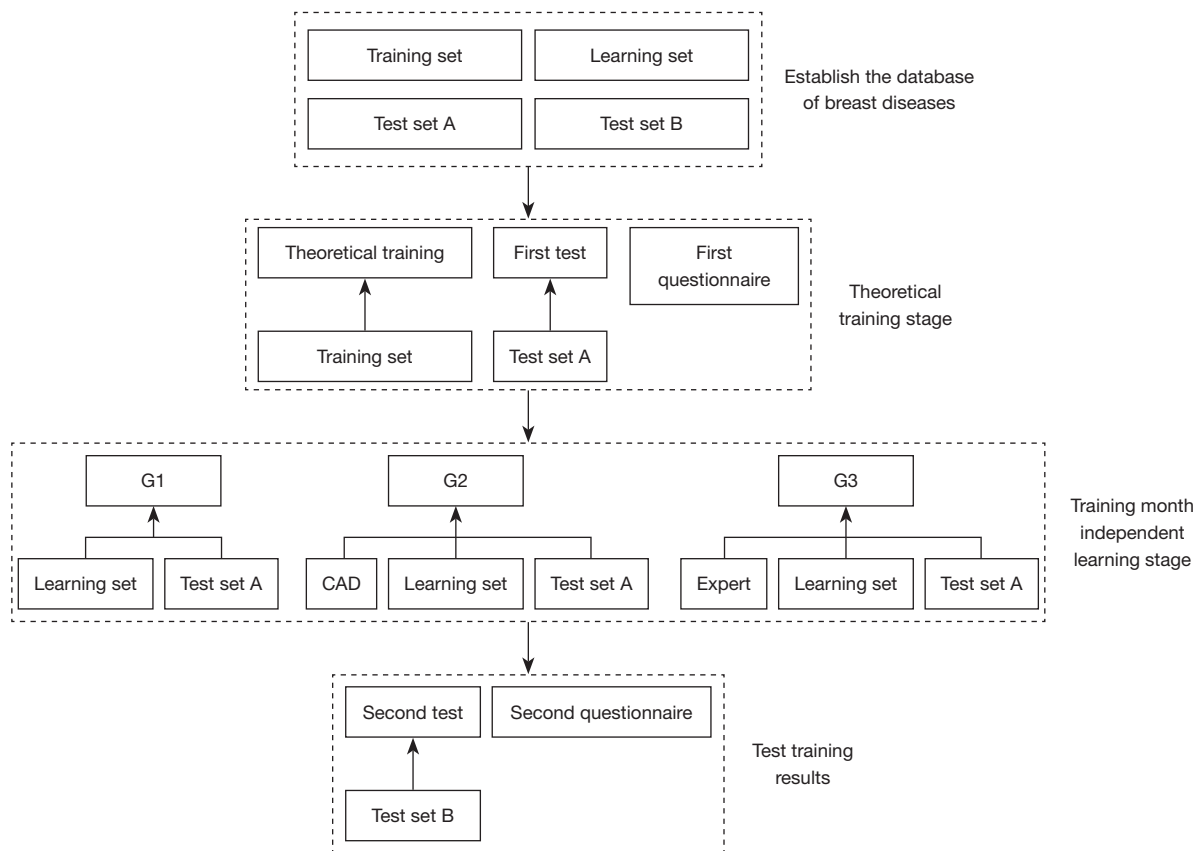 Training set
Learning set
Test set A
Test set B
Establish the database
of breast diseases
Theoretical training
First test
First
questionnaire
Training set
Test set A
Theoretical
training stage
G1
G2
G3
Learning set
Test set A
CAD
Learning set
Test set A
Expert
Learning set
Test set A
Training month
independent
learning stage
Second test
Second questionnaire
Test set B
Test training
results